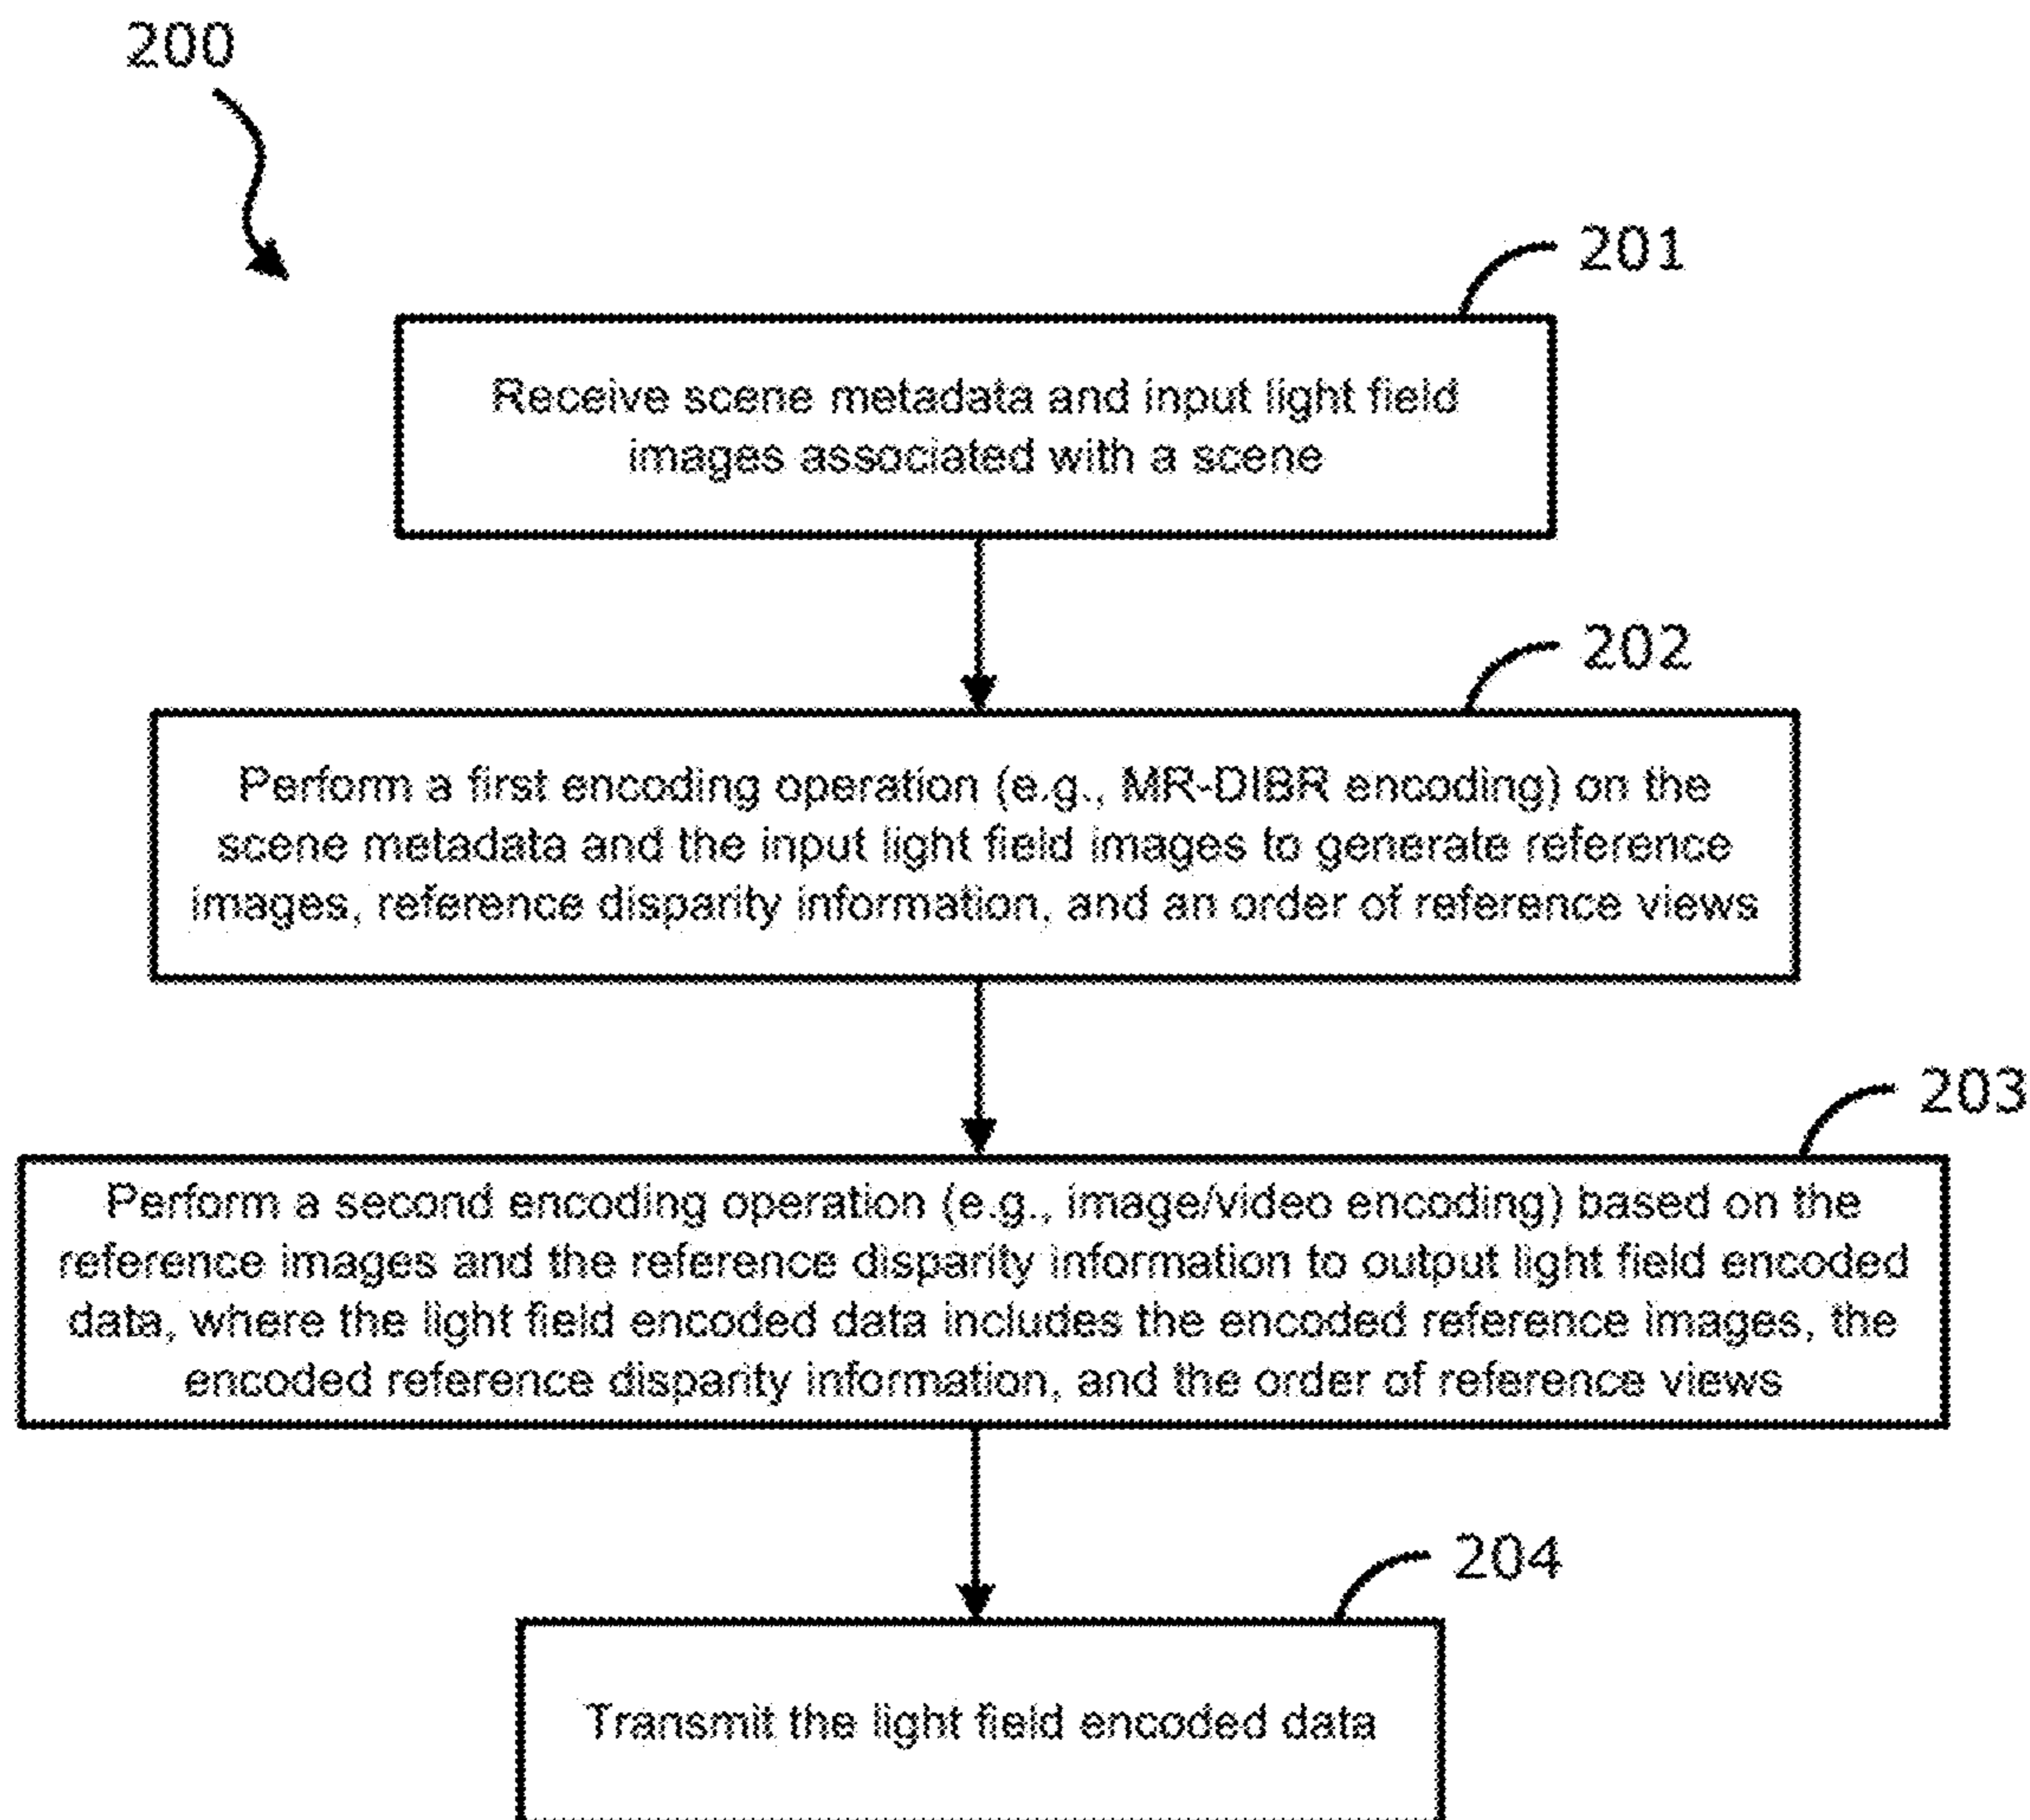 200
201
Receive scene metadata and input light field
images associated with a scene
202
Perform a first encoding operation (e.g., MR-DIBR encoding) on the
scene metadata and the input light field images to generate reference
images, reference disparity information, and an order of reference views
203
Perform a second encoding operation (e.g., image/video encoding) based on the
reference images and the reference disparity information to output light field encoded
data, where the light field encoded data includes the encoded reference images, the
encoded reference disparity information, and the order of reference views
204
Transmit the light field encoded data